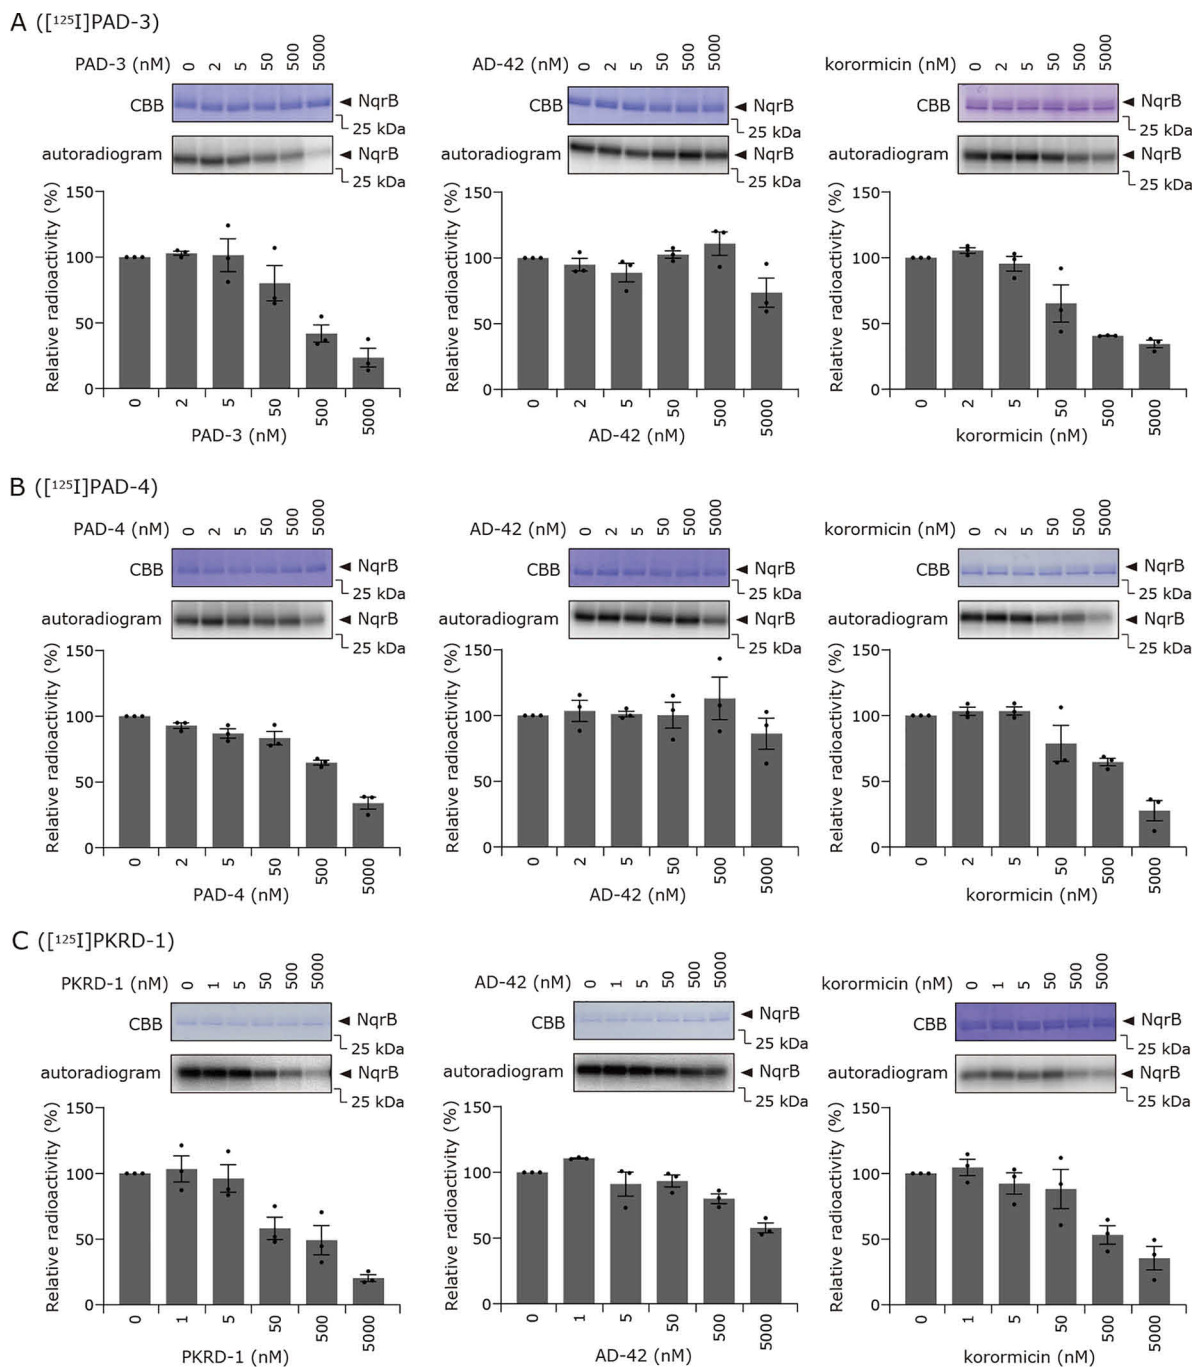 A ([¹²⁵I]PAD-3)
PAD-3 (nM) 0 2 5 50 500 5000
CBB NqrB
25 kDa
autoradiogram NqrB
25 kDa
Relative radioactivity (%)
150
100
50
0
0 2 5 50 500 5000
PAD-3 (nM)
AD-42 (nM) 0 2 5 50 500 5000
CBB NqrB
25 kDa
autoradiogram NqrB
25 kDa
Relative radioactivity (%)
150
100
50
0
0 2 5 50 500 5000
AD-42 (nM)
korormicin (nM) 0 2 5 50 500 5000
CBB NqrB
25 kDa
autoradiogram NqrB
25 kDa
Relative radioactivity (%)
150
100
50
0
0 2 5 50 500 5000
korormicin (nM)
B ([¹²⁵I]PAD-4)
PAD-4 (nM) 0 2 5 50 500 5000
CBB NqrB
25 kDa
autoradiogram NqrB
25 kDa
Relative radioactivity (%)
150
100
50
0
0 2 5 50 500 5000
PAD-4 (nM)
AD-42 (nM) 0 2 5 50 500 5000
CBB NqrB
25 kDa
autoradiogram NqrB
25 kDa
Relative radioactivity (%)
150
100
50
0
0 2 5 50 500 5000
AD-42 (nM)
korormicin (nM) 0 2 5 50 500 5000
CBB NqrB
25 kDa
autoradiogram NqrB
25 kDa
Relative radioactivity (%)
150
100
50
0
0 2 5 50 500 5000
korormicin (nM)
C ([¹²⁵I]PKRD-1)
PKRD-1 (nM) 0 1 5 50 500 5000
CBB NqrB
25 kDa
autoradiogram NqrB
25 kDa
Relative radioactivity (%)
150
100
50
0
0 1 5 50 500 5000
PKRD-1 (nM)
AD-42 (nM) 0 1 5 50 500 5000
CBB NqrB
25 kDa
autoradiogram NqrB
25 kDa
Relative radioactivity (%)
150
100
50
0
0 1 5 50 500 5000
AD-42 (nM)
korormicin (nM) 0 1 5 50 500 5000
CBB NqrB
25 kDa
autoradiogram NqrB
25 kDa
Relative radioactivity (%)
150
100
50
0
0 1 5 50 500 5000
korormicin (nM)